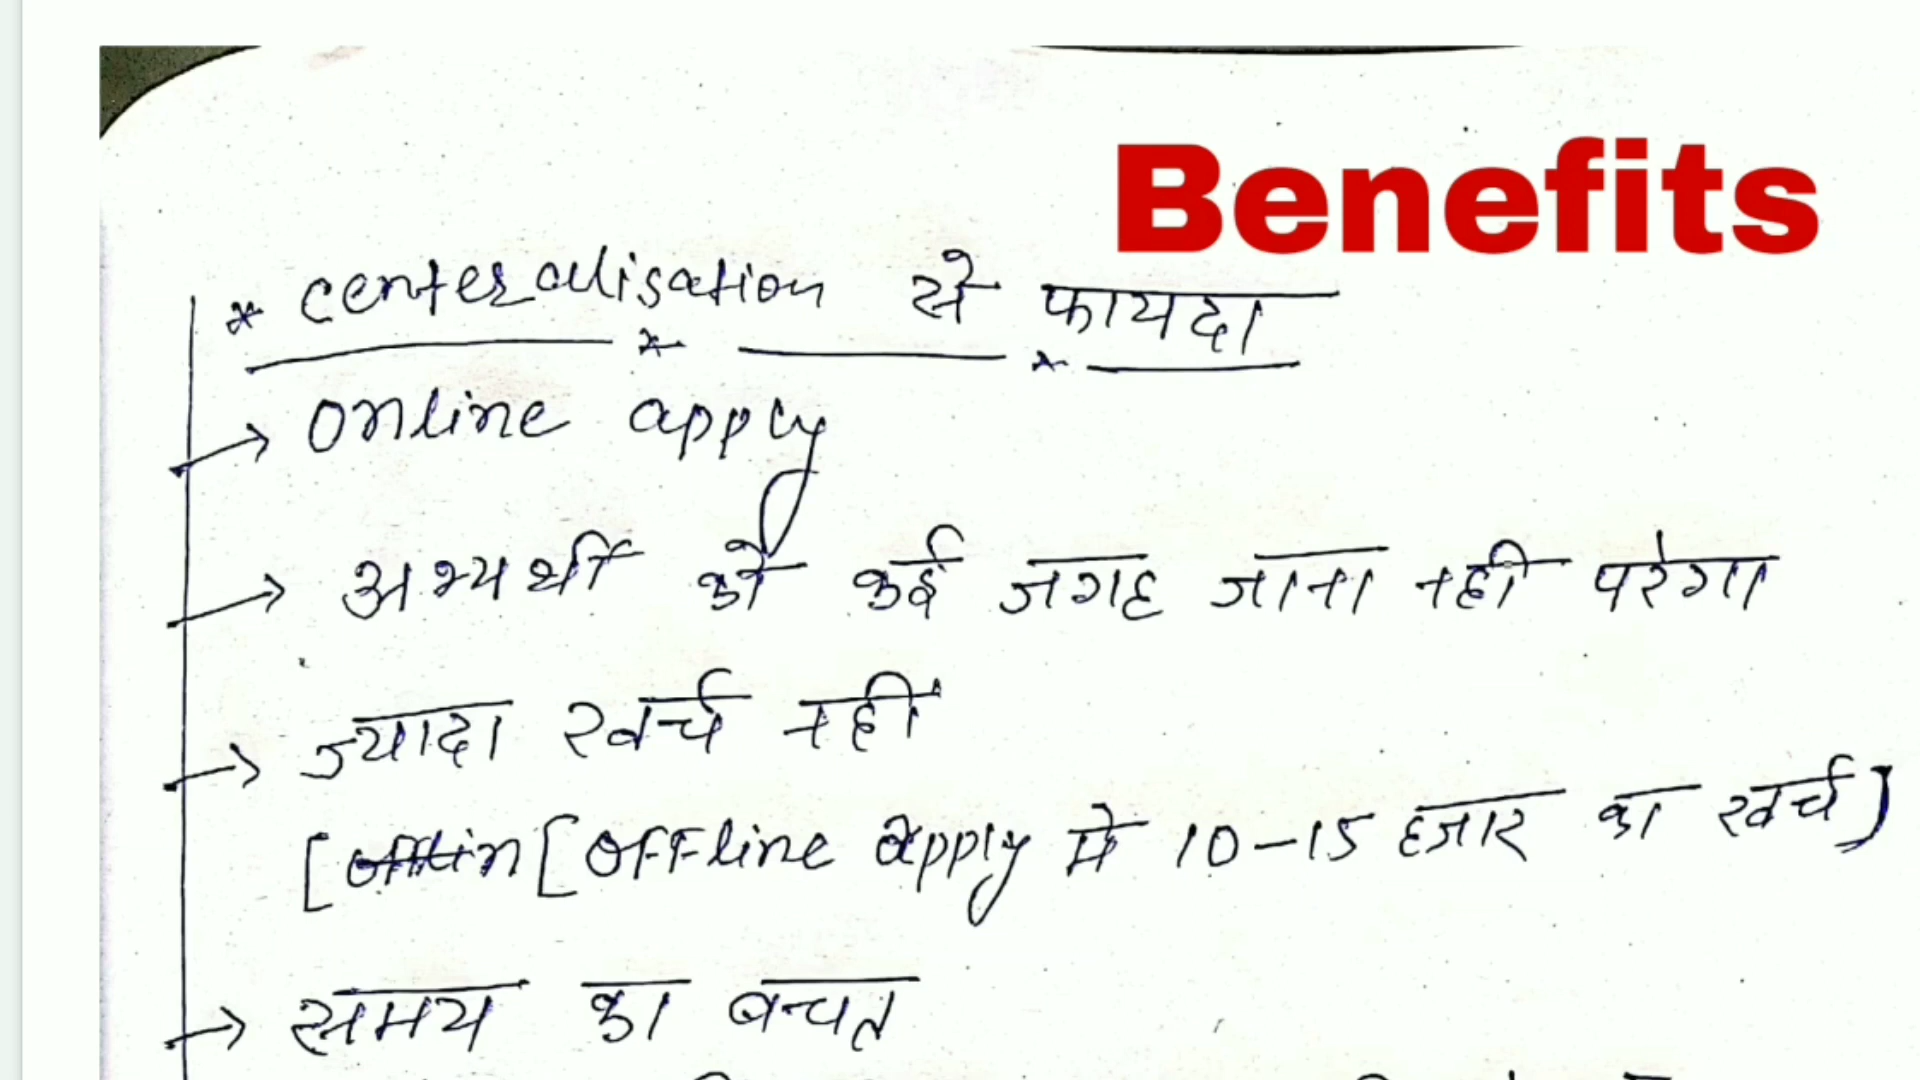 Benefits
* centeralisation से फायदा
→ online apply
→ अभ्यर्थी को कई जगह जाना नही परेगा
→ ज्यादा खर्च नहीं
[offlin [OFFline apply में 10-15 हजार का खर्च]
→ समय का बचत